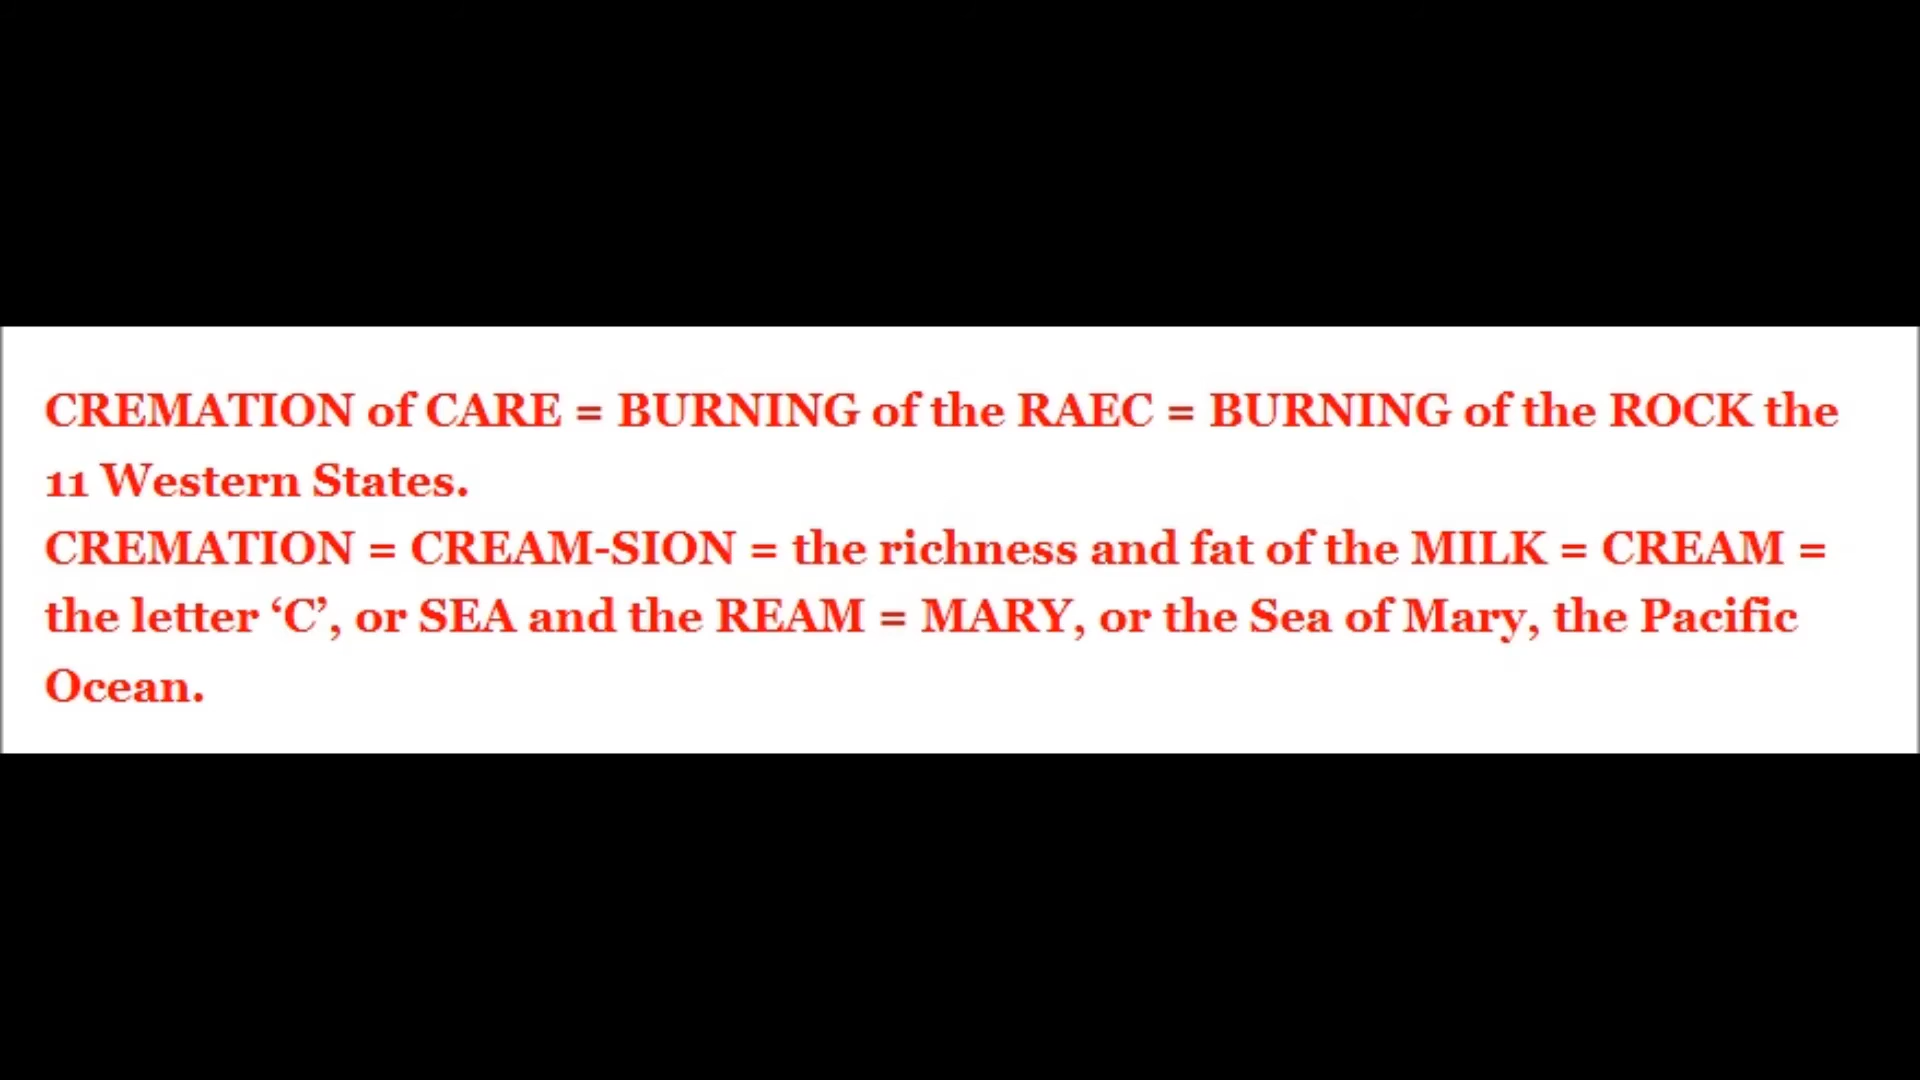 CREMATION of CARE = BURNING of the RAEC = BURNING of the ROCK the
11 Western States.
CREMATION = CREAM-SION = the richness and fat of the MILK = CREAM =
the letter ‘C’, or SEA and the REAM = MARY, or the Sea of Mary, the Pacific
Ocean.